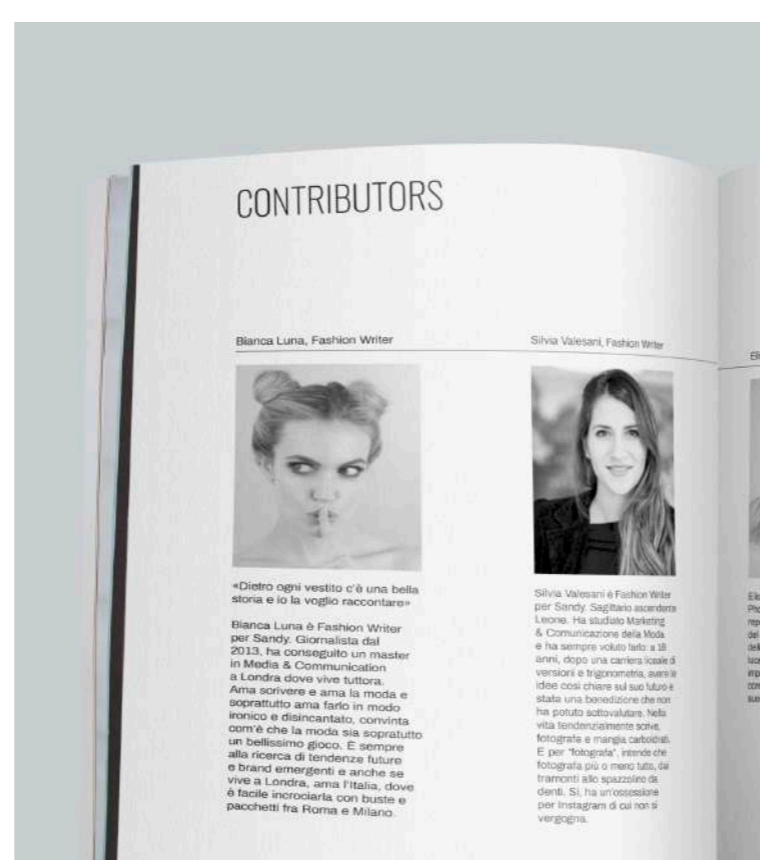 CONTRIBUTORS
Bianca Luna, Fashion Writer
«Dietro ogni vestito c'è una bella
storia e io la voglio raccontare»
Bianca Luna è Fashion Writer
per Sandy. Giornalista dal
2013, ha conseguito un master
in Media & Communication
a Londra dove vive tuttora.
Ama scrivere e ama la moda e
soprattutto ama farlo in modo
ironico e disincantato, convinta
com'è che la moda sia sopratutto
un bellissimo gioco. È sempre
alla ricerca di tendenze future
e brand emergenti e anche se
vive a Londra, ama l'Italia, dove
è facile incrociarla con buste e
pacchetti fra Roma e Milano.
Silvia Valesani, Fashion Writer
Silvia Valesani è Fashion Writer
per Sandy. Sagittario ascendente
Leone. Ha studiato Marketing
& Comunicazione della Moda
e ha sempre voluto farlo: a 18
anni, dopo una carriera liceale di
versioni e trigonometria, avere le
idee così chiare sul suo futuro è
stata una benedizione che non
ha potuto sottovalutare. Nella
vita tendenzialmente scrive,
fotografa e mangia carboidrati.
E per "fotografa", intende che
fotografa più o meno tutto, dai
tramonti allo spazzolino da
denti. Sì, ha un'ossessione
per Instagram di cui non si
vergogna.